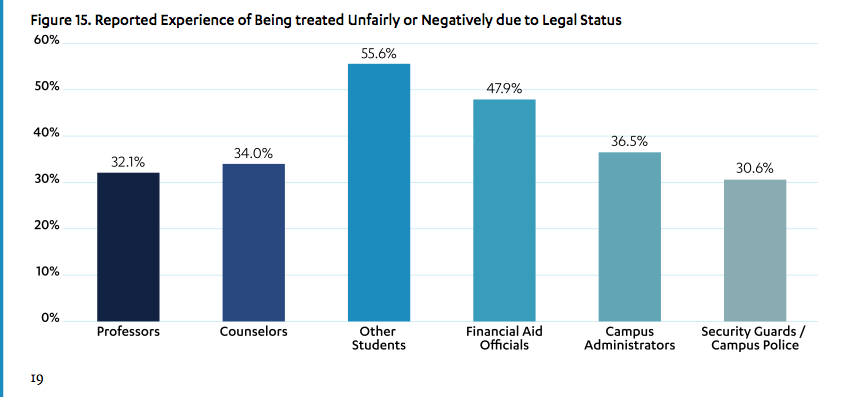 Figure 15. Reported Experience of Being treated Unfairly or Negatively due to Legal Status
60%
50%
40%
30%
20%
10%
0%
32.1%
34.0%
55.6%
47.9%
36.5%
30.6%
Professors
Counselors
Other
Students
Financial Aid
Officials
Campus
Administrators
Security Guards /
Campus Police
19